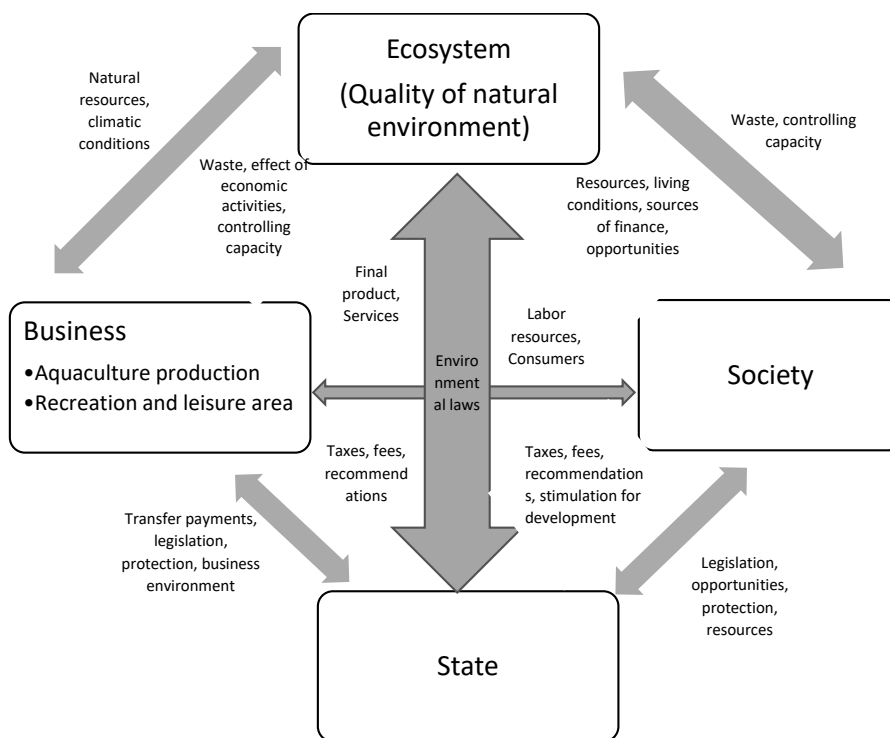 Ecosystem
(Quality of natural
environment)
Natural
resources,
climatic
conditions
Waste, effect of
economic
activities,
controlling
capacity
Waste, controlling
capacity
Resources, living
conditions, sources
of finance,
opportunities
Final
product,
Services
Labor
resources,
Consumers
Business
•Aquaculture production
•Recreation and leisure area
Enviro
nment
al laws
Society
Taxes, fees,
recommend
ations
Taxes, fees,
recommendation
s, stimulation for
development
Transfer payments,
legislation,
protection, business
environment
Legislation,
opportunities,
protection,
resources
State